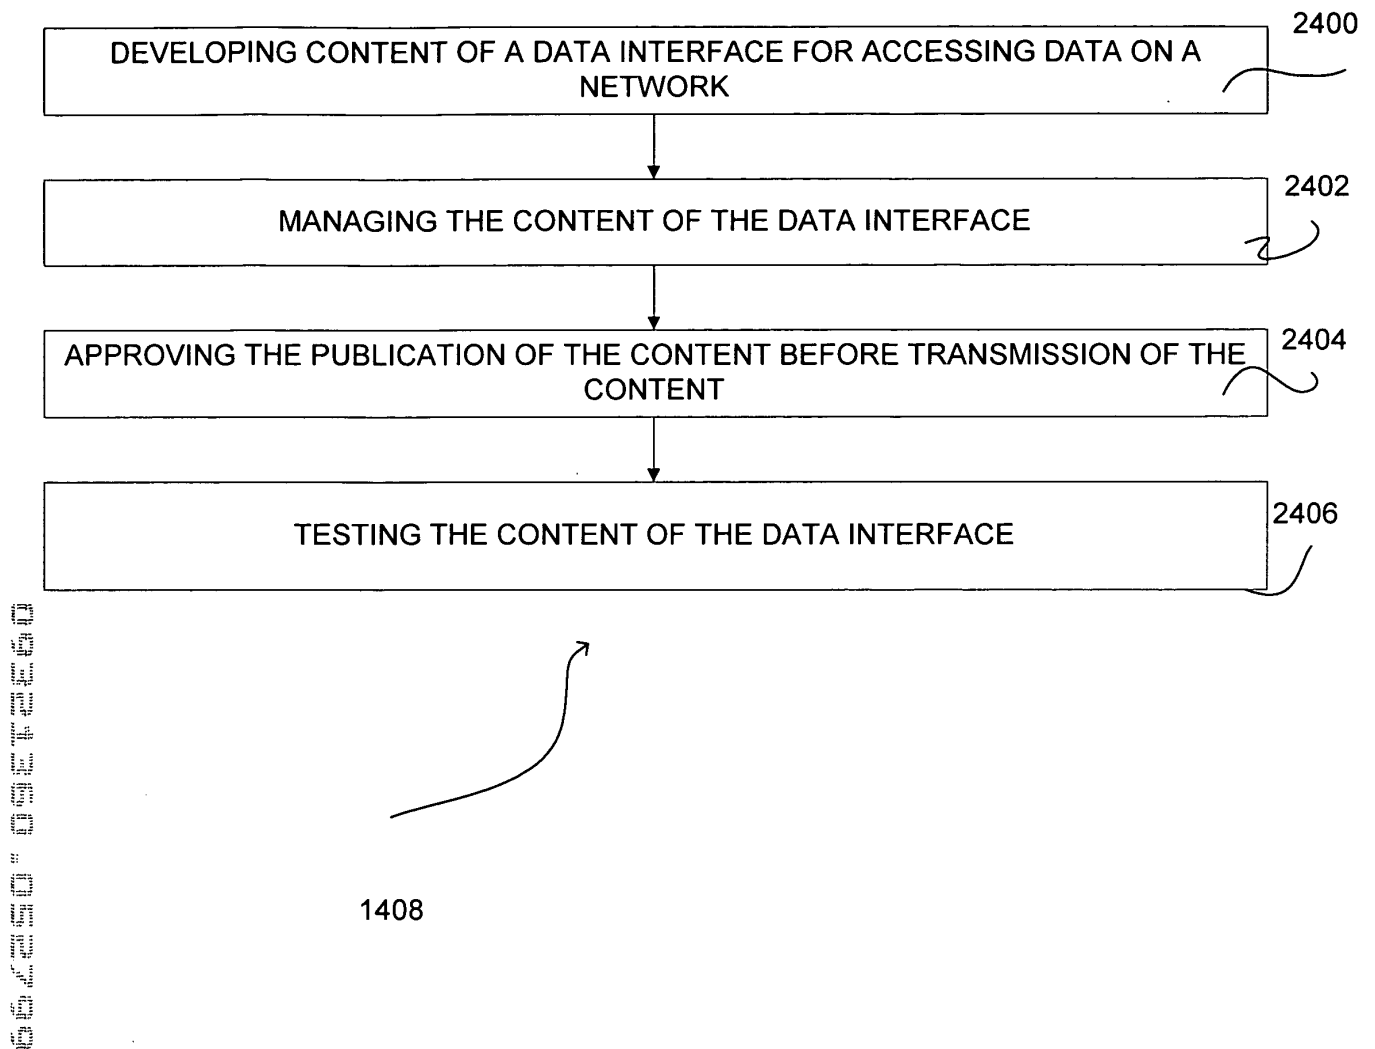 2400
DEVELOPING CONTENT OF A DATA INTERFACE FOR ACCESSING DATA ON A
NETWORK
2402
MANAGING THE CONTENT OF THE DATA INTERFACE
2404
APPROVING THE PUBLICATION OF THE CONTENT BEFORE TRANSMISSION OF THE
CONTENT
2406
TESTING THE CONTENT OF THE DATA INTERFACE
1408
09321360.052799